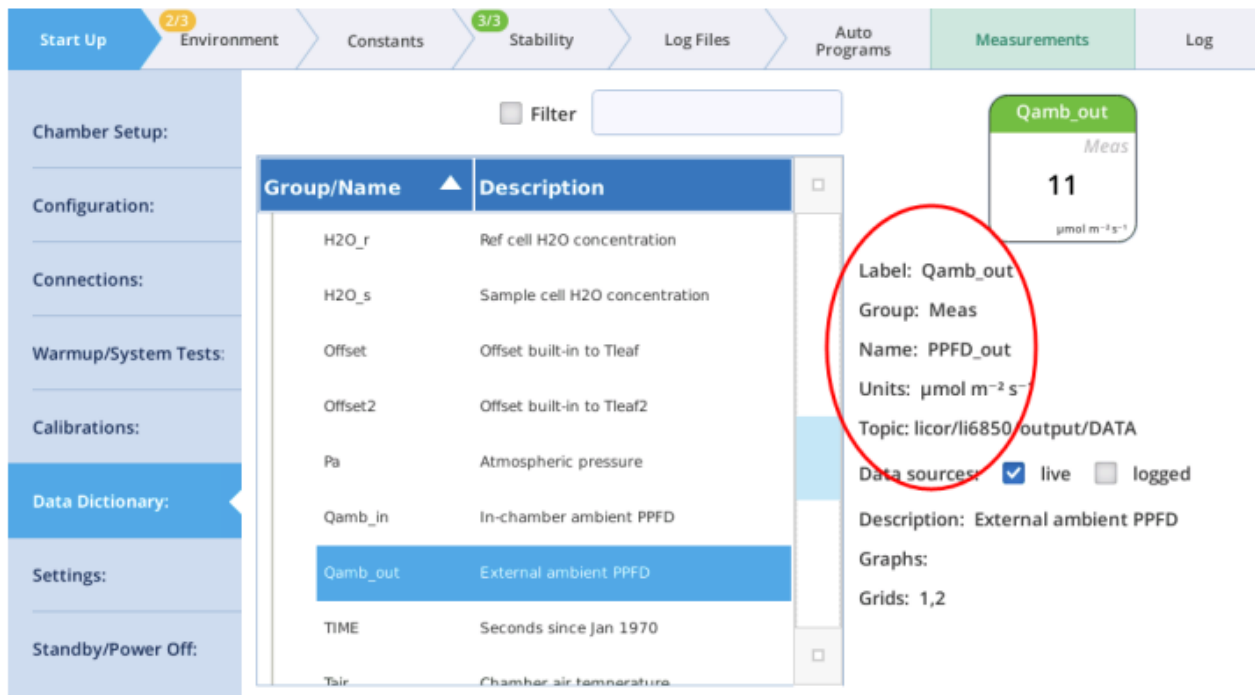 Start Up
2/3
Environment
Constants
3/3
Stability
Log Files
Auto
Programs
Measurements
Log
Chamber Setup:
Configuration:
Connections:
Warmup/System Tests:
Calibrations:
Data Dictionary:
Settings:
Standby/Power Off:
Filter
Group/Name Description
H2O_r Ref cell H2O concentration
H2O_s Sample cell H2O concentration
Offset Offset built-in to Tleaf
Offset2 Offset built-in to Tleaf2
Pa Atmospheric pressure
Qamb_in In-chamber ambient PPFD
Qamb_out External ambient PPFD
TIME Seconds since Jan 1970
Tair Chamber air temperature
Qamb_out
Meas
11
μmol m⁻² s⁻¹
Label: Qamb_out
Group: Meas
Name: PPFD_out
Units: μmol m⁻² s⁻¹
Topic: licor/li6850/output/DATA
Data sources: live logged
Description: External ambient PPFD
Graphs:
Grids: 1,2